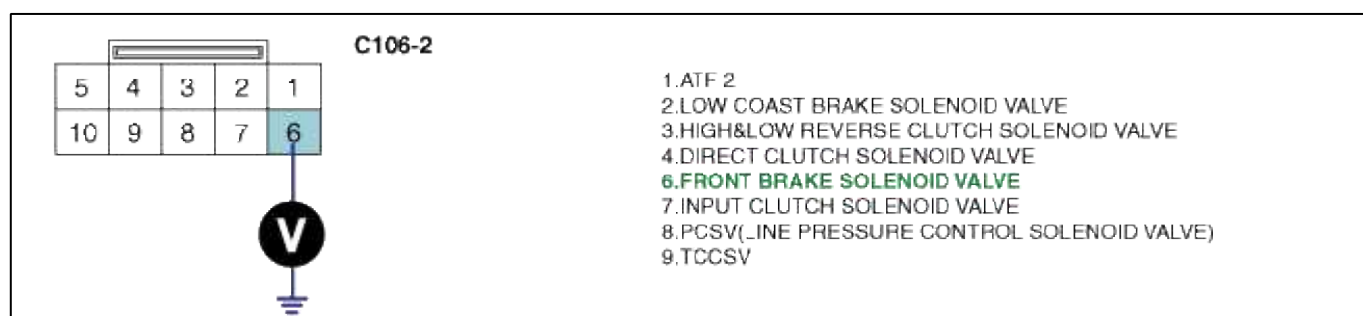 C106-2
5 4 3 2 1
10 9 8 7 6
V
1.ATF 2
2.LOW COAST BRAKE SOLENOID VALVE
3.HIGH&LOW REVERSE CLUTCH SOLENOID VALVE
4.DIRECT CLUTCH SOLENOID VALVE
6.FRONT BRAKE SOLENOID VALVE
7.INPUT CLUTCH SOLENOID VALVE
8.PCSV(LINE PRESSURE CONTROL SOLENOID VALVE)
9.TCCSV